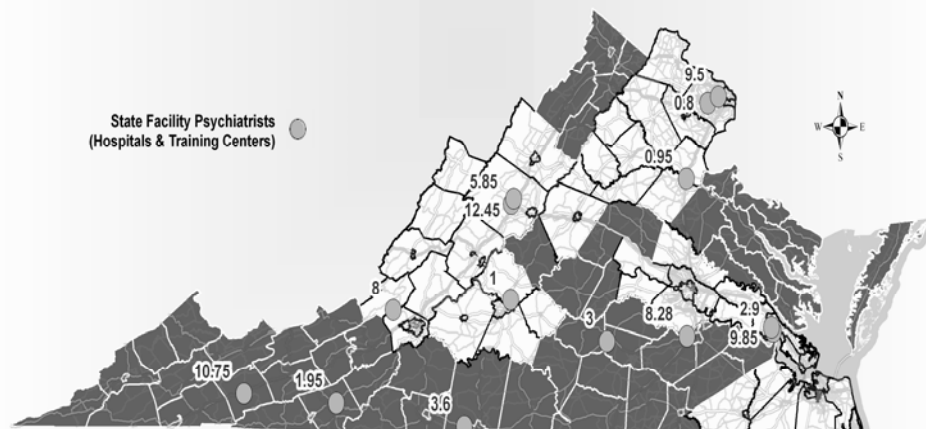 9.5
State Facility Psychiatrists
(Hospitals & Training Centers)
0.8
N
W E
S
0.95
5.85
12.45
8
1
3
8.28
2.9
9.85
10.75
1.95
3.6